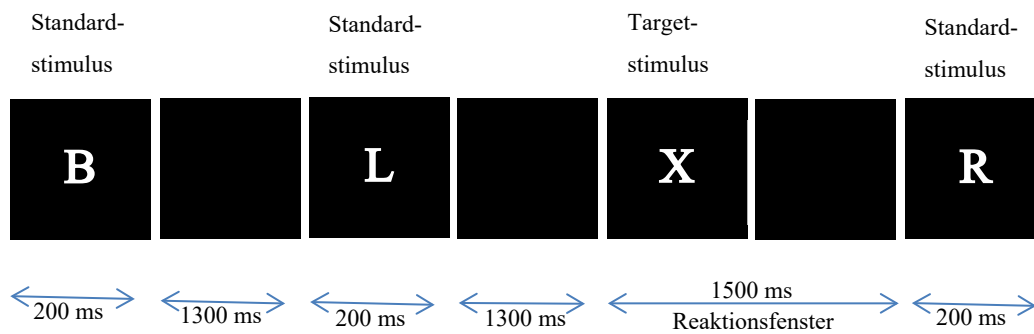 Standard-
stimulus
Standard-
stimulus
Target-
stimulus
Standard-
stimulus
B
L
X
R
200 ms
1300 ms
200 ms
1300 ms
1500 ms
Reaktionsfenster
200 ms